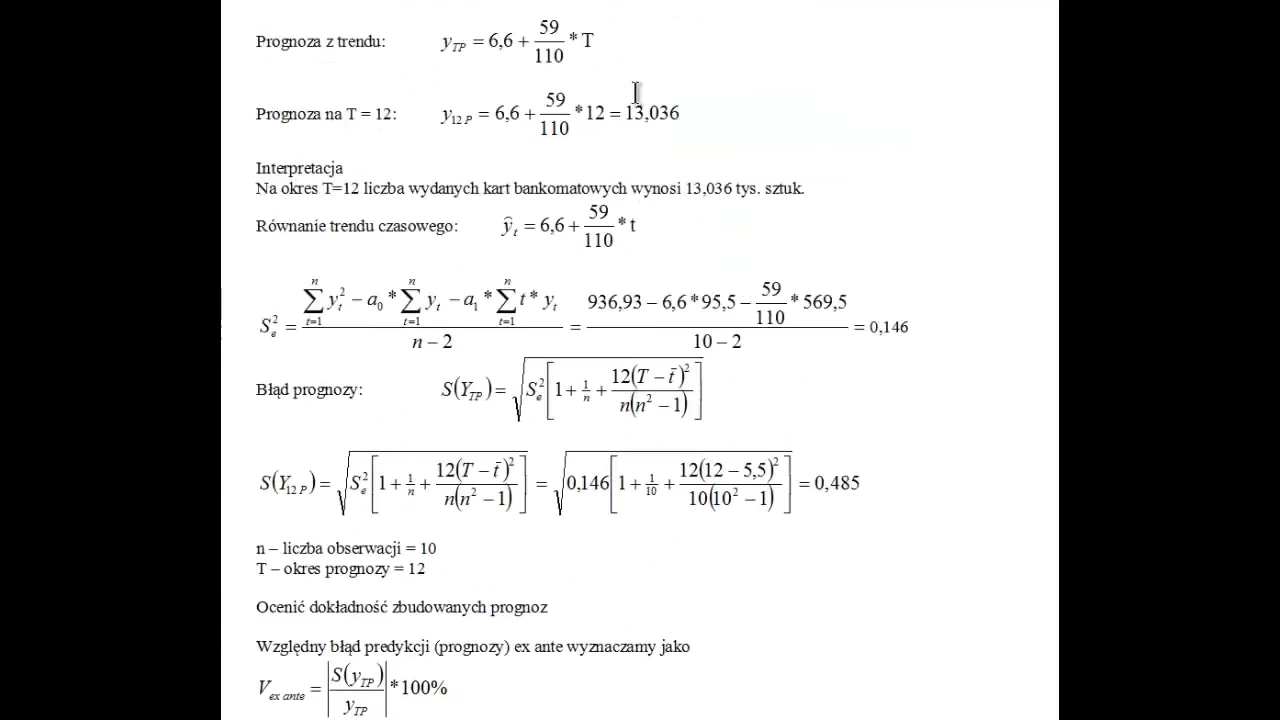 Prognoza z trendu: y_TP = 6,6 + 59/110 * T
Prognoza na T = 12: y_12P = 6,6 + 59/110 * 12 = 13,036
Interpretacja
Na okres T=12 liczba wydanych kart bankomatowych wynosi 13,036 tys. sztuk.
Równanie trendu czasowego: ŷ_t = 6,6 + 59/110 * t
S_e^2 = (∑_{t=1}^{n} y_t^2 − a_0 * ∑_{t=1}^{n} y_t − a_1 * ∑_{t=1}^{n} t * y_t) / (n − 2) = (936,93 − 6,6 * 95,5 − 59/110 * 569,5) / (10 − 2) = 0,146
Błąd prognozy: S(Y_TP) = √(S_e^2 [1 + 1/n + 12(T − t̄)^2 / n(n^2 − 1)])
S(Y_12P) = √(S_e^2 [1 + 1/n + 12(T − t̄)^2 / n(n^2 − 1)]) = √(0,146 [1 + 1/10 + 12(12 − 5,5)^2 / 10(10^2 − 1)]) = 0,485
n – liczba obserwacji = 10
T – okres prognozy = 12
Ocenić dokładność zbudowanych prognoz
Względny błąd predykcji (prognozy) ex ante wyznaczamy jako
V_ex ante = |S(y_TP) / y_TP| * 100%